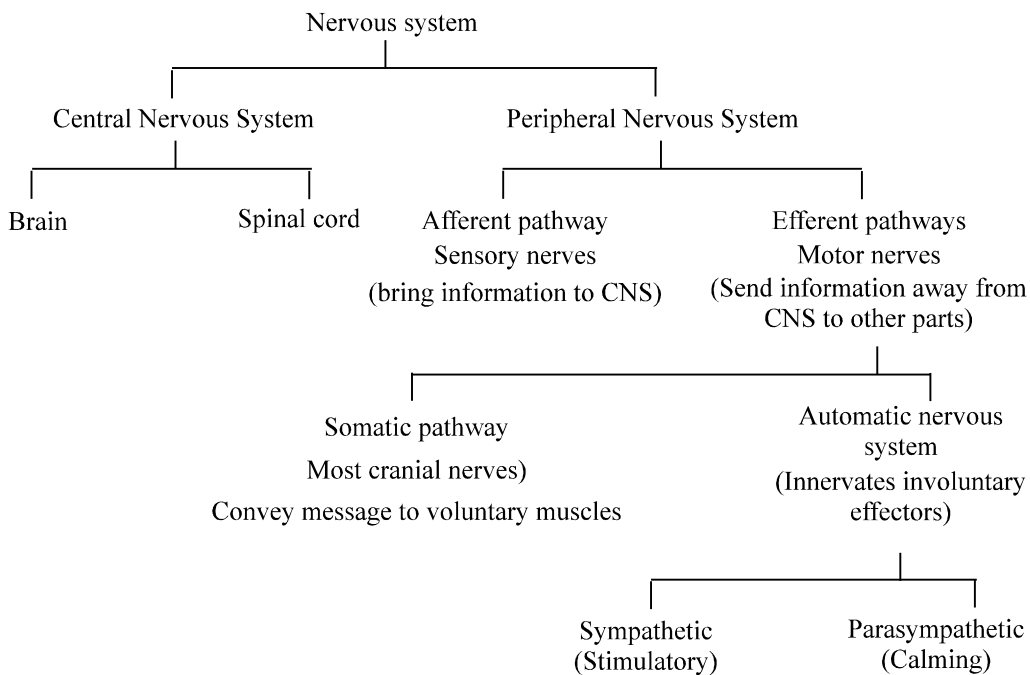 Nervous system
Central Nervous System
Peripheral Nervous System
Brain
Spinal cord
Afferent pathway
Sensory nerves
(bring information to CNS)
Efferent pathways
Motor nerves
(Send information away from
CNS to other parts)
Somatic pathway
Most cranial nerves)
Convey message to voluntary muscles
Automatic nervous
system
(Innervates involuntary
effectors)
Sympathetic
(Stimulatory)
Parasympathetic
(Calming)